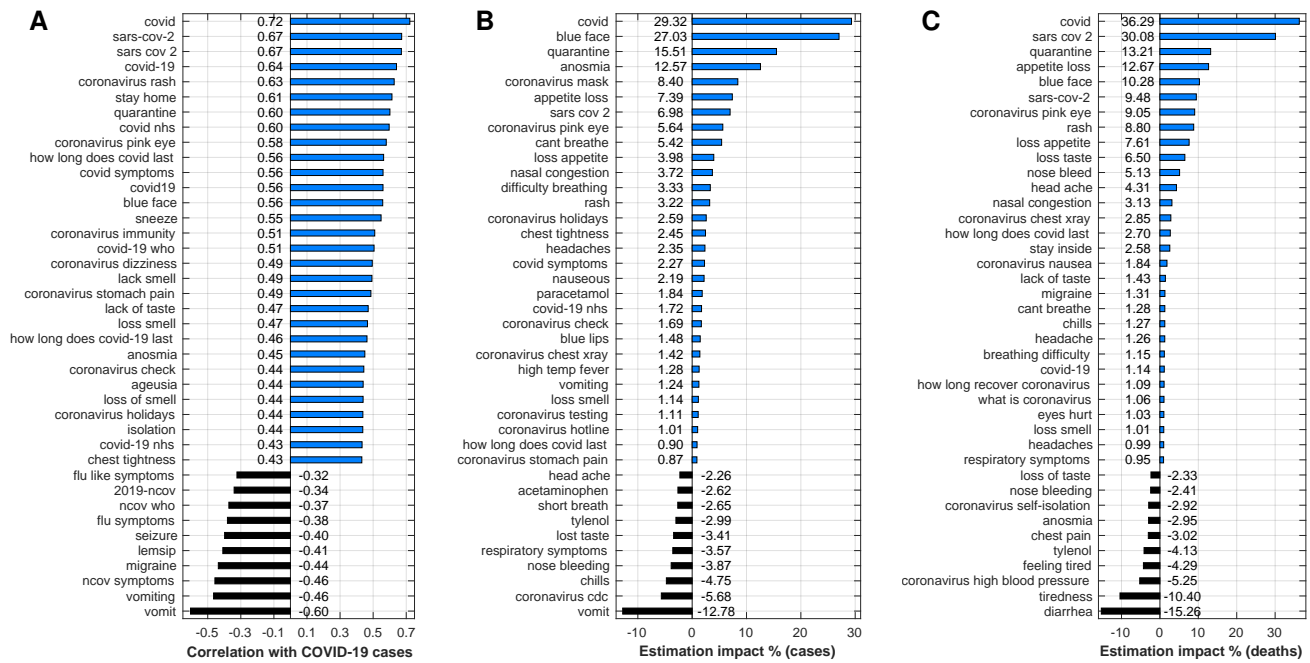 A
covid 0.72
sars-cov-2 0.67
sars cov 2 0.67
covid-19 0.64
coronavirus rash 0.63
stay home 0.61
quarantine 0.60
covid nhs 0.60
coronavirus pink eye 0.58
how long does covid last 0.56
covid symptoms 0.56
covid19 0.56
blue face 0.56
sneeze 0.55
coronavirus immunity 0.51
covid-19 who 0.51
coronavirus dizziness 0.49
lack smell 0.49
coronavirus stomach pain 0.49
lack of taste 0.47
loss smell 0.47
how long does covid-19 last 0.46
anosmia 0.45
coronavirus check 0.44
ageusia 0.44
loss of smell 0.44
coronavirus holidays 0.44
isolation 0.44
covid-19 nhs 0.43
chest tightness 0.43
flu like symptoms -0.32
2019-ncov -0.34
ncov who -0.37
flu symptoms -0.38
seizure -0.40
lemsip -0.41
migraine -0.44
ncov symptoms -0.46
vomiting -0.46
vomit -0.60
-0.5 -0.3 -0.1 0.1 0.3 0.5 0.7
Correlation with COVID-19 cases
B
covid 29.32
blue face 27.03
quarantine 15.51
anosmia 12.57
coronavirus mask 8.40
appetite loss 7.39
sars cov 2 6.98
coronavirus pink eye 5.64
cant breathe 5.42
loss appetite 3.98
nasal congestion 3.72
difficulty breathing 3.33
rash 3.22
coronavirus holidays 2.59
chest tightness 2.45
headaches 2.35
covid symptoms 2.27
nauseous 2.19
paracetamol 1.84
covid-19 nhs 1.72
coronavirus check 1.69
blue lips 1.48
coronavirus chest xray 1.42
high temp fever 1.28
vomiting 1.24
loss smell 1.14
coronavirus testing 1.11
coronavirus hotline 1.01
how long does covid last 0.90
coronavirus stomach pain 0.87
head ache -2.26
acetaminophen -2.62
short breath -2.65
tylenol -2.99
lost taste -3.41
respiratory symptoms -3.57
nose bleeding -3.87
chills -4.75
coronavirus cdc -5.68
vomit -12.78
-10 0 10 20 30
Estimation impact % (cases)
C
covid 36.29
sars cov 2 30.08
quarantine 13.21
appetite loss 12.67
blue face 10.28
sars-cov-2 9.48
coronavirus pink eye 9.05
rash 8.80
loss appetite 7.61
loss taste 6.50
nose bleed 5.13
head ache 4.31
nasal congestion 3.13
coronavirus chest xray 2.85
how long does covid last 2.70
stay inside 2.58
coronavirus nausea 1.84
lack of taste 1.43
migraine 1.31
cant breathe 1.28
chills 1.27
headache 1.26
breathing difficulty 1.15
covid-19 1.14
how long recover coronavirus 1.09
what is coronavirus 1.06
eyes hurt 1.03
loss smell 1.01
headaches 0.99
respiratory symptoms 0.95
loss of taste -2.33
nose bleeding -2.41
coronavirus self-isolation -2.92
anosmia -2.95
chest pain -3.02
tylenol -4.13
feeling tired -4.29
coronavirus high blood pressure -5.25
tiredness -10.40
diarrhea -15.26
-10 0 10 20 30
Estimation impact % (deaths)